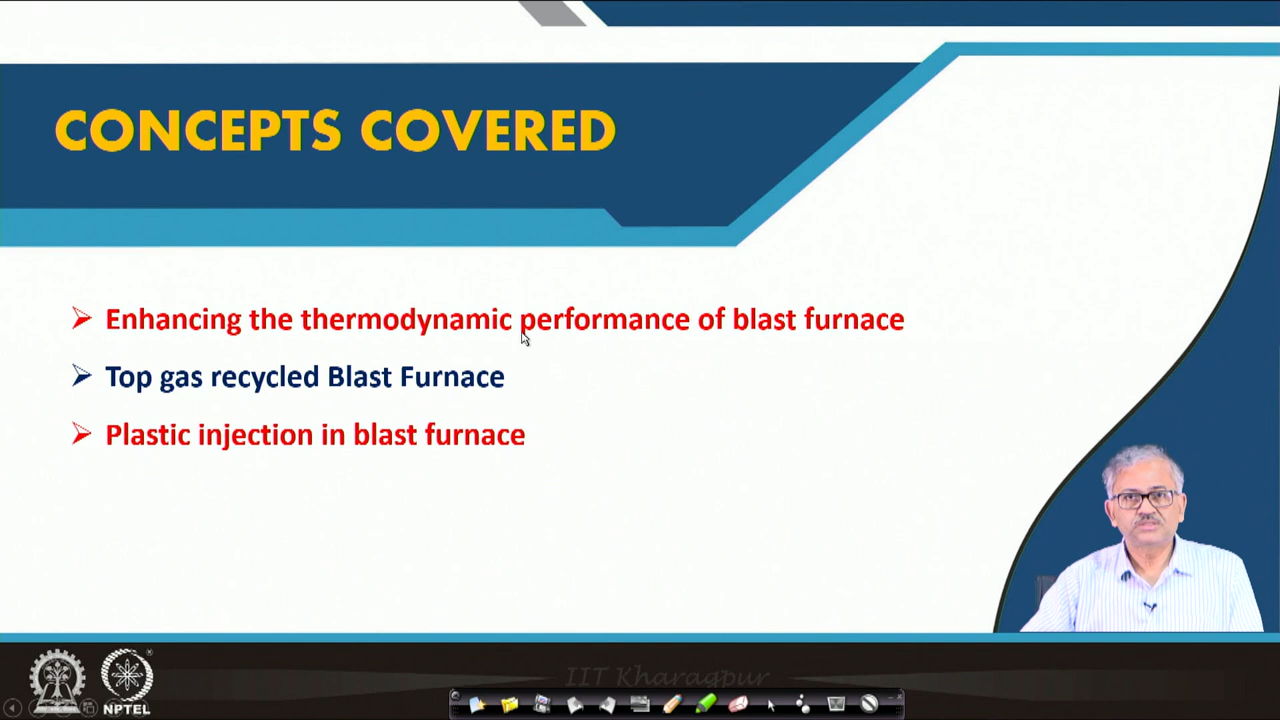 CONCEPTS COVERED
Enhancing the thermodynamic performance of blast furnace
Top gas recycled Blast Furnace
Plastic injection in blast furnace
IIT Kharagpur
NPTEL